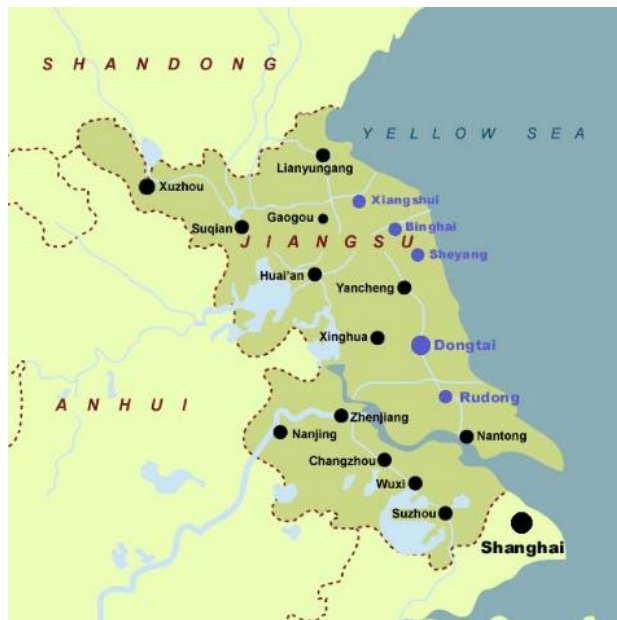 SHANDONG
YELLOW SEA
Lianyungang
Xuzhou
Xiangshui
Gaogou
Suqian
Binghai
JIANGSU
Sheyang
Huai'an
Yancheng
Xinghua
Dongtai
Rudong
ANHUI
Zhenjiang
Nanjing
Nantong
Changzhou
Wuxi
Suzhou
Shanghai